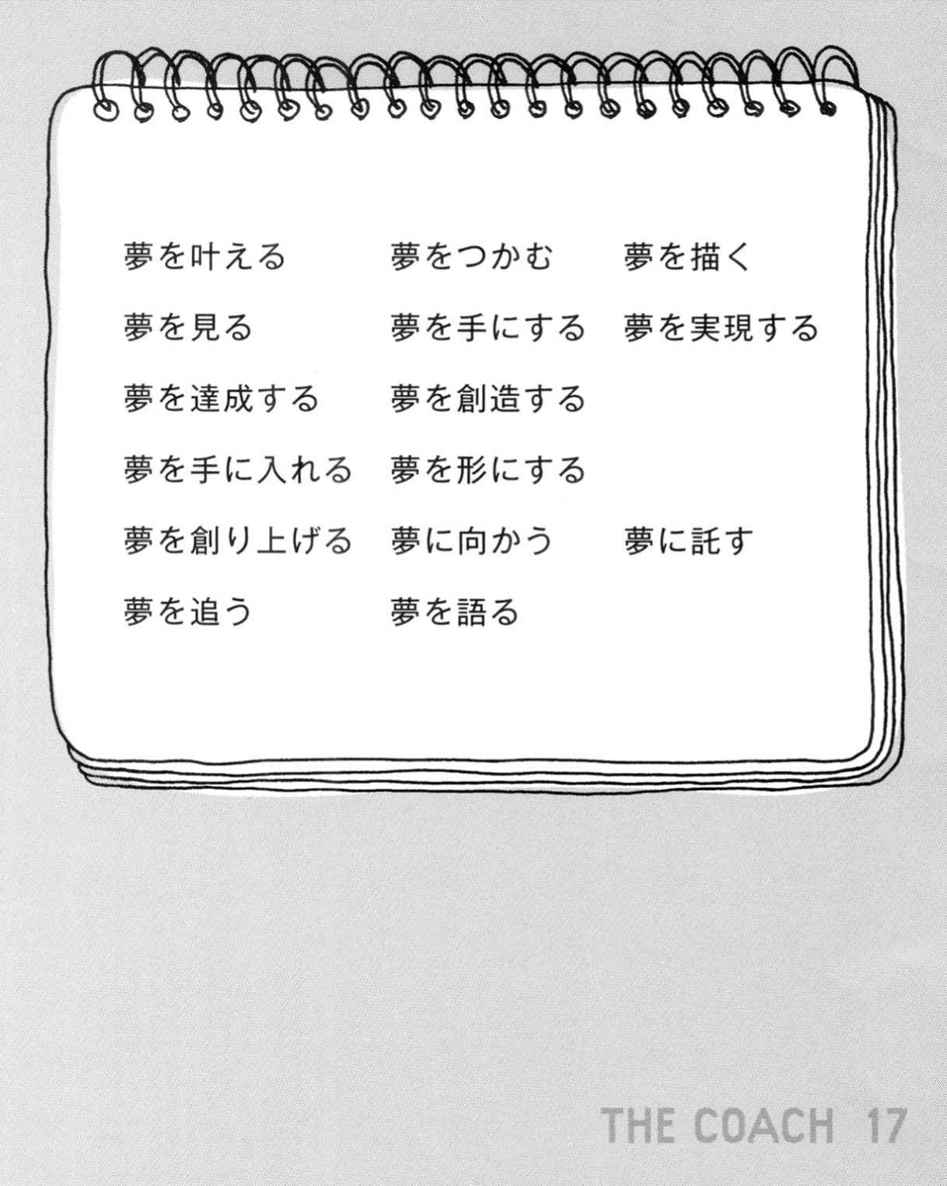 夢を叶える 夢をつかむ 夢を描く
夢を見る 夢を手にする 夢を実現する
夢を達成する 夢を創造する
夢を手に入れる 夢を形にする
夢を創り上げる 夢に向かう 夢に託す
夢を追う 夢を語る
THE COACH 17